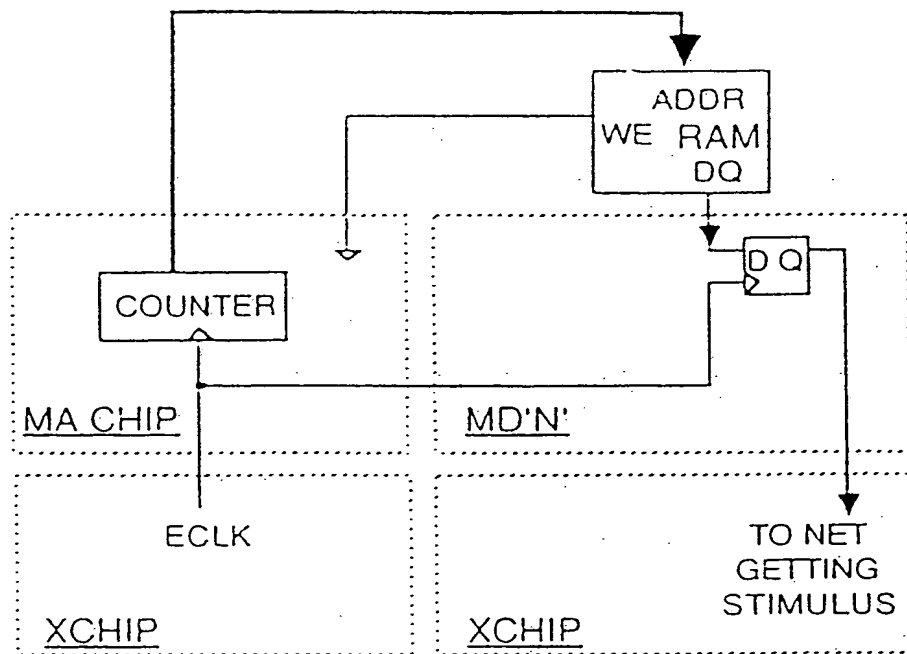 ADDR
WE RAM
DQ
D Q
COUNTER
MA CHIP
MD'N'
ECLK
TO NET
GETTING
STIMULUS
XCHIP
XCHIP